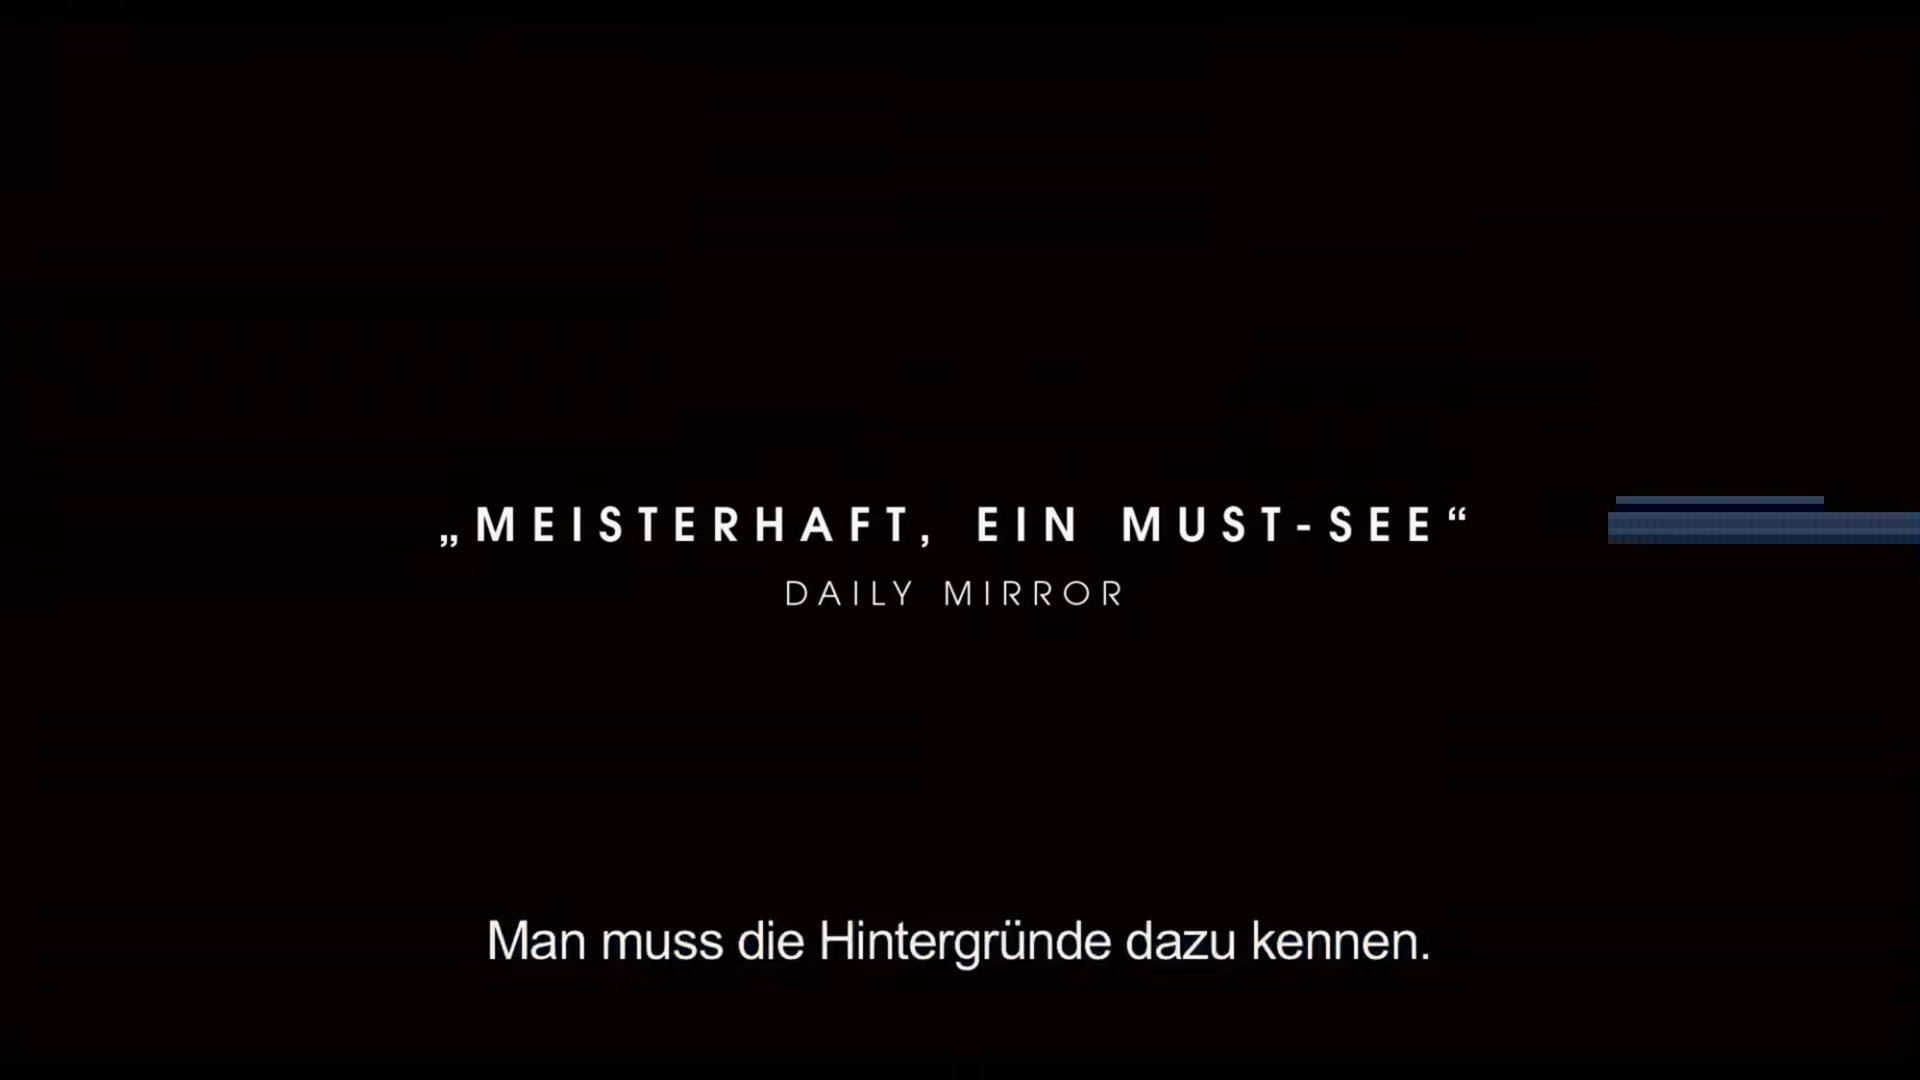 „MEISTERHAFT, EIN MUST-SEE“
DAILY MIRROR
Man muss die Hintergründe dazu kennen.